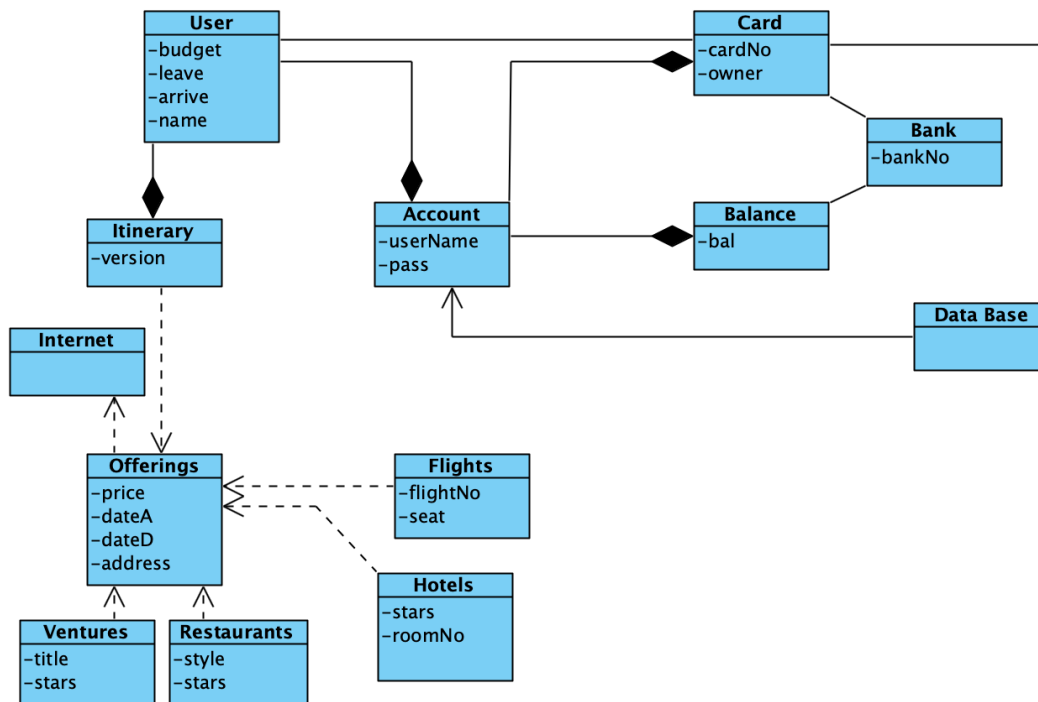 User
-budget
-leave
-arrive
-name
Card
-cardNo
-owner
Bank
-bankNo
Itinerary
-version
Account
-userName
-pass
Balance
-bal
Data Base
Internet
Offerings
-price
-dateA
-dateD
-address
Flights
-flightNo
-seat
Hotels
-stars
-roomNo
Ventures
-title
-stars
Restaurants
-style
-stars